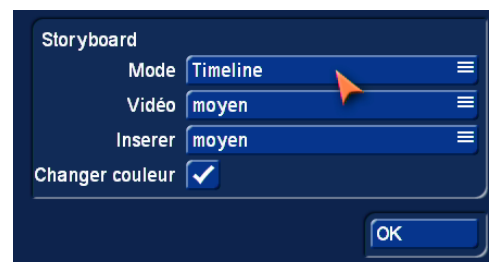 Storyboard
Mode Timeline
Vidéo moyen
Inserer moyen
Changer couleur
OK